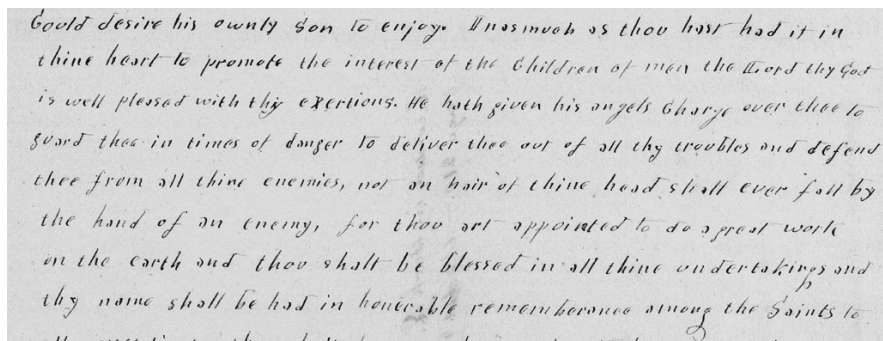 Could desire his ownly son to enjoy. Inasmuch as thou hast had it in
thine heart to promote the interest of the Children of men the Lord thy God
is well pleased with thy exertions. He hath given his angels Charge over thee to
guard thee in times of danger to deliver thee out of all thy troubles and defend
thee from all thine enemies, not an hair of thine head shall ever fall by
the hand of an enemy, for thou art appointed to do a great work
on the earth and thou shalt be blessed in all thine undertakings and
thy name shall be had in honerable rememberance among the Saints to